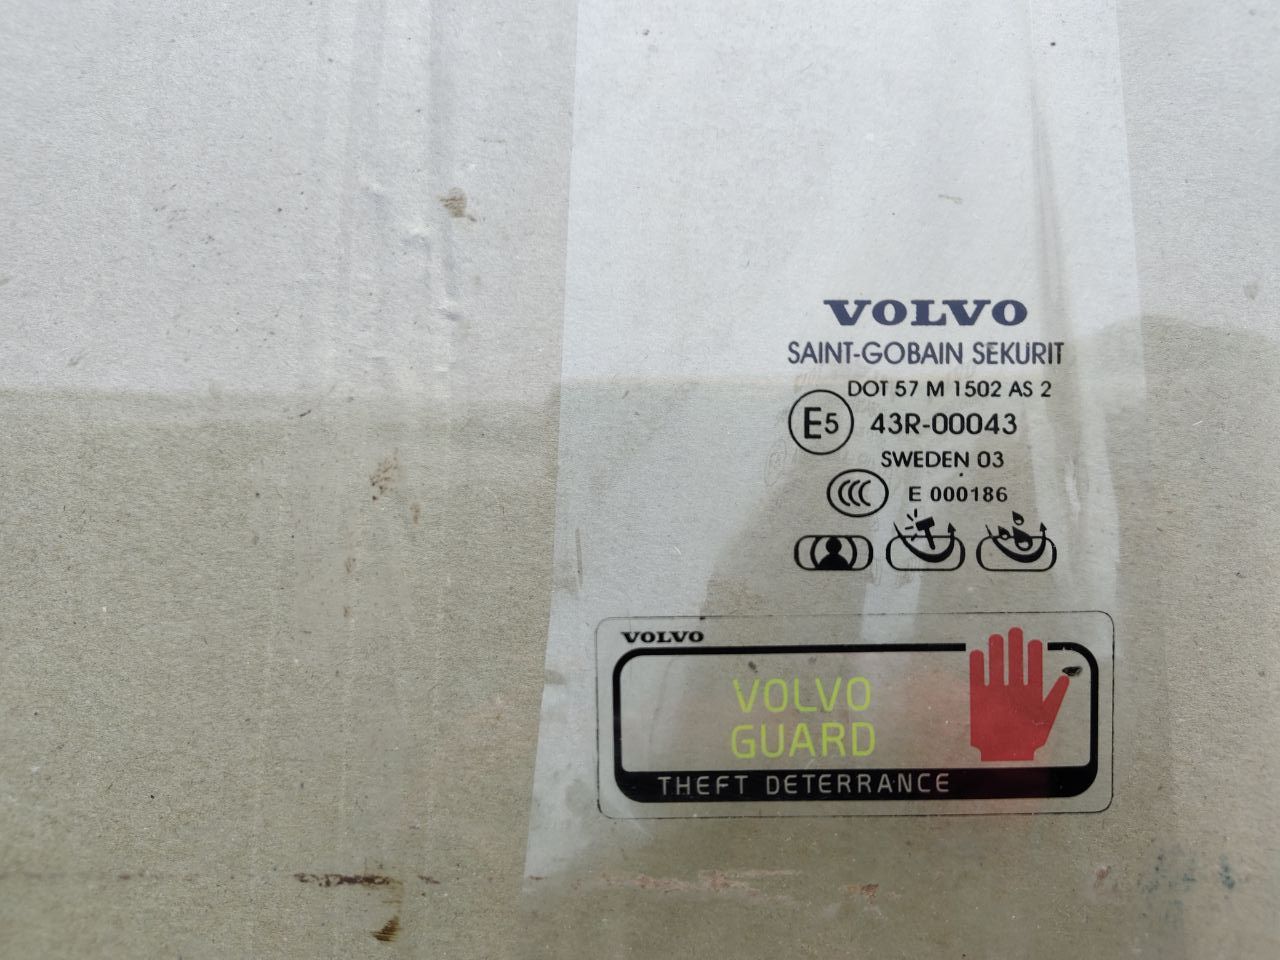 VOLVO
SAINT-GOBAIN SEKURIT
DOT 57 M 1502 AS 2
E5 43R-00043
SWEDEN 03
CCC E 000186
VOLVO
VOLVO
GUARD
THEFT DETERRANCE